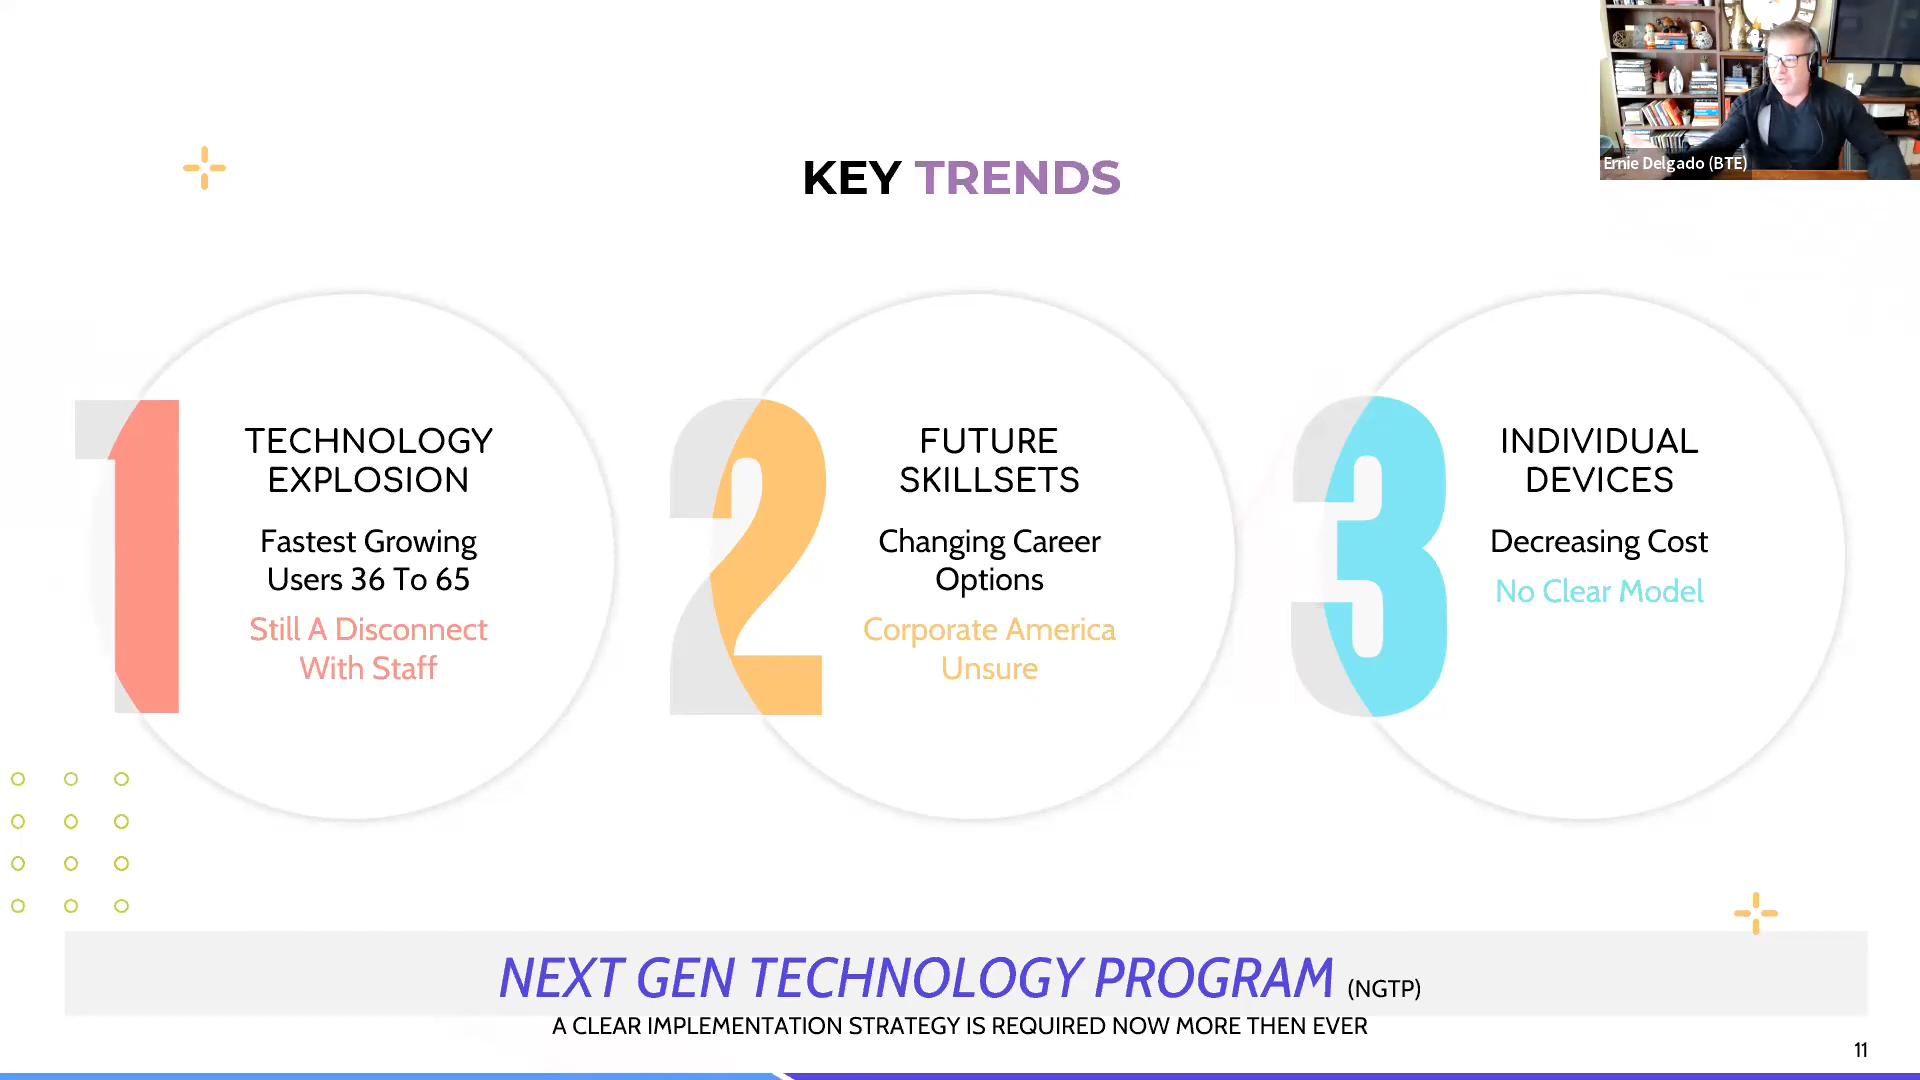 Ernie Delgado (BTE)
KEY TRENDS
1
TECHNOLOGY
EXPLOSION
Fastest Growing
Users 36 To 65
Still A Disconnect
With Staff
2
FUTURE
SKILLSETS
Changing Career
Options
Corporate America
Unsure
3
INDIVIDUAL
DEVICES
Decreasing Cost
No Clear Model
NEXT GEN TECHNOLOGY PROGRAM (NGTP)
A CLEAR IMPLEMENTATION STRATEGY IS REQUIRED NOW MORE THEN EVER
11